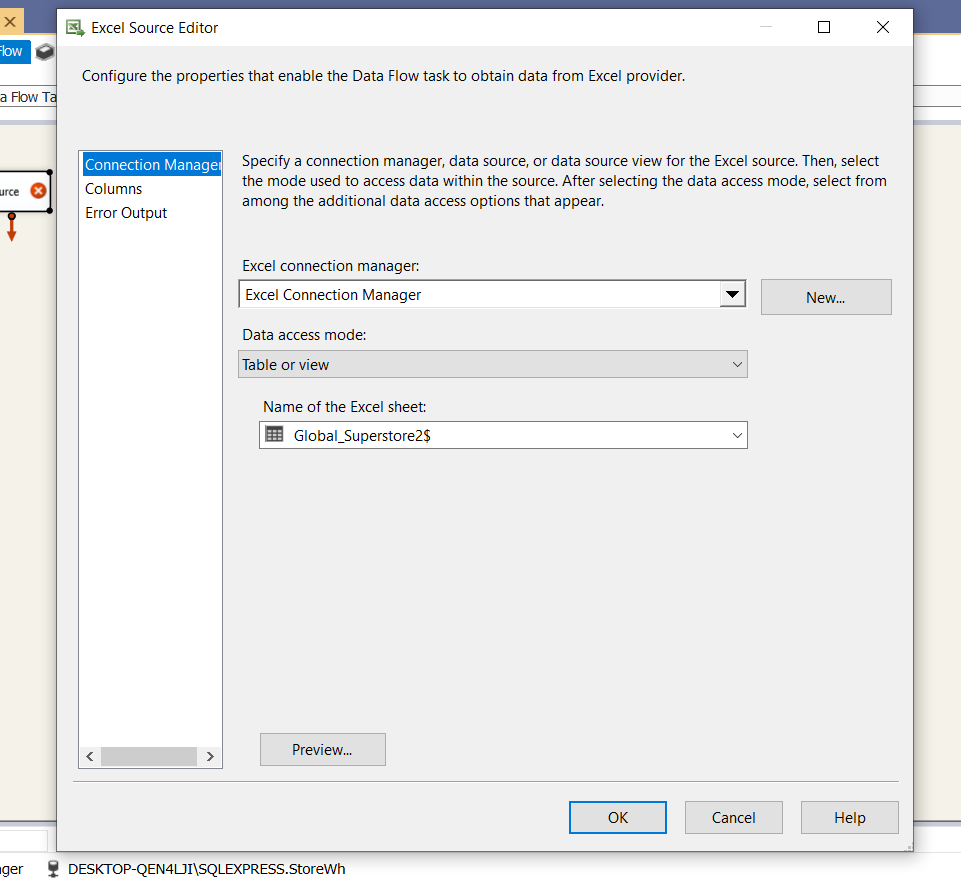 Excel Source Editor
Flow
Configure the properties that enable the Data Flow task to obtain data from Excel provider.
a Flow Ta
Connection Manager
Columns
Error Output
Specify a connection manager, data source, or data source view for the Excel source. Then, select
the mode used to access data within the source. After selecting the data access mode, select from
among the additional data access options that appear.
urce
Excel connection manager:
Excel Connection Manager
New...
Data access mode:
Table or view
Name of the Excel sheet:
Global_Superstore2$
Preview...
OK
Cancel
Help
ager
DESKTOP-QEN4LJI\SQLEXPRESS.StoreWh